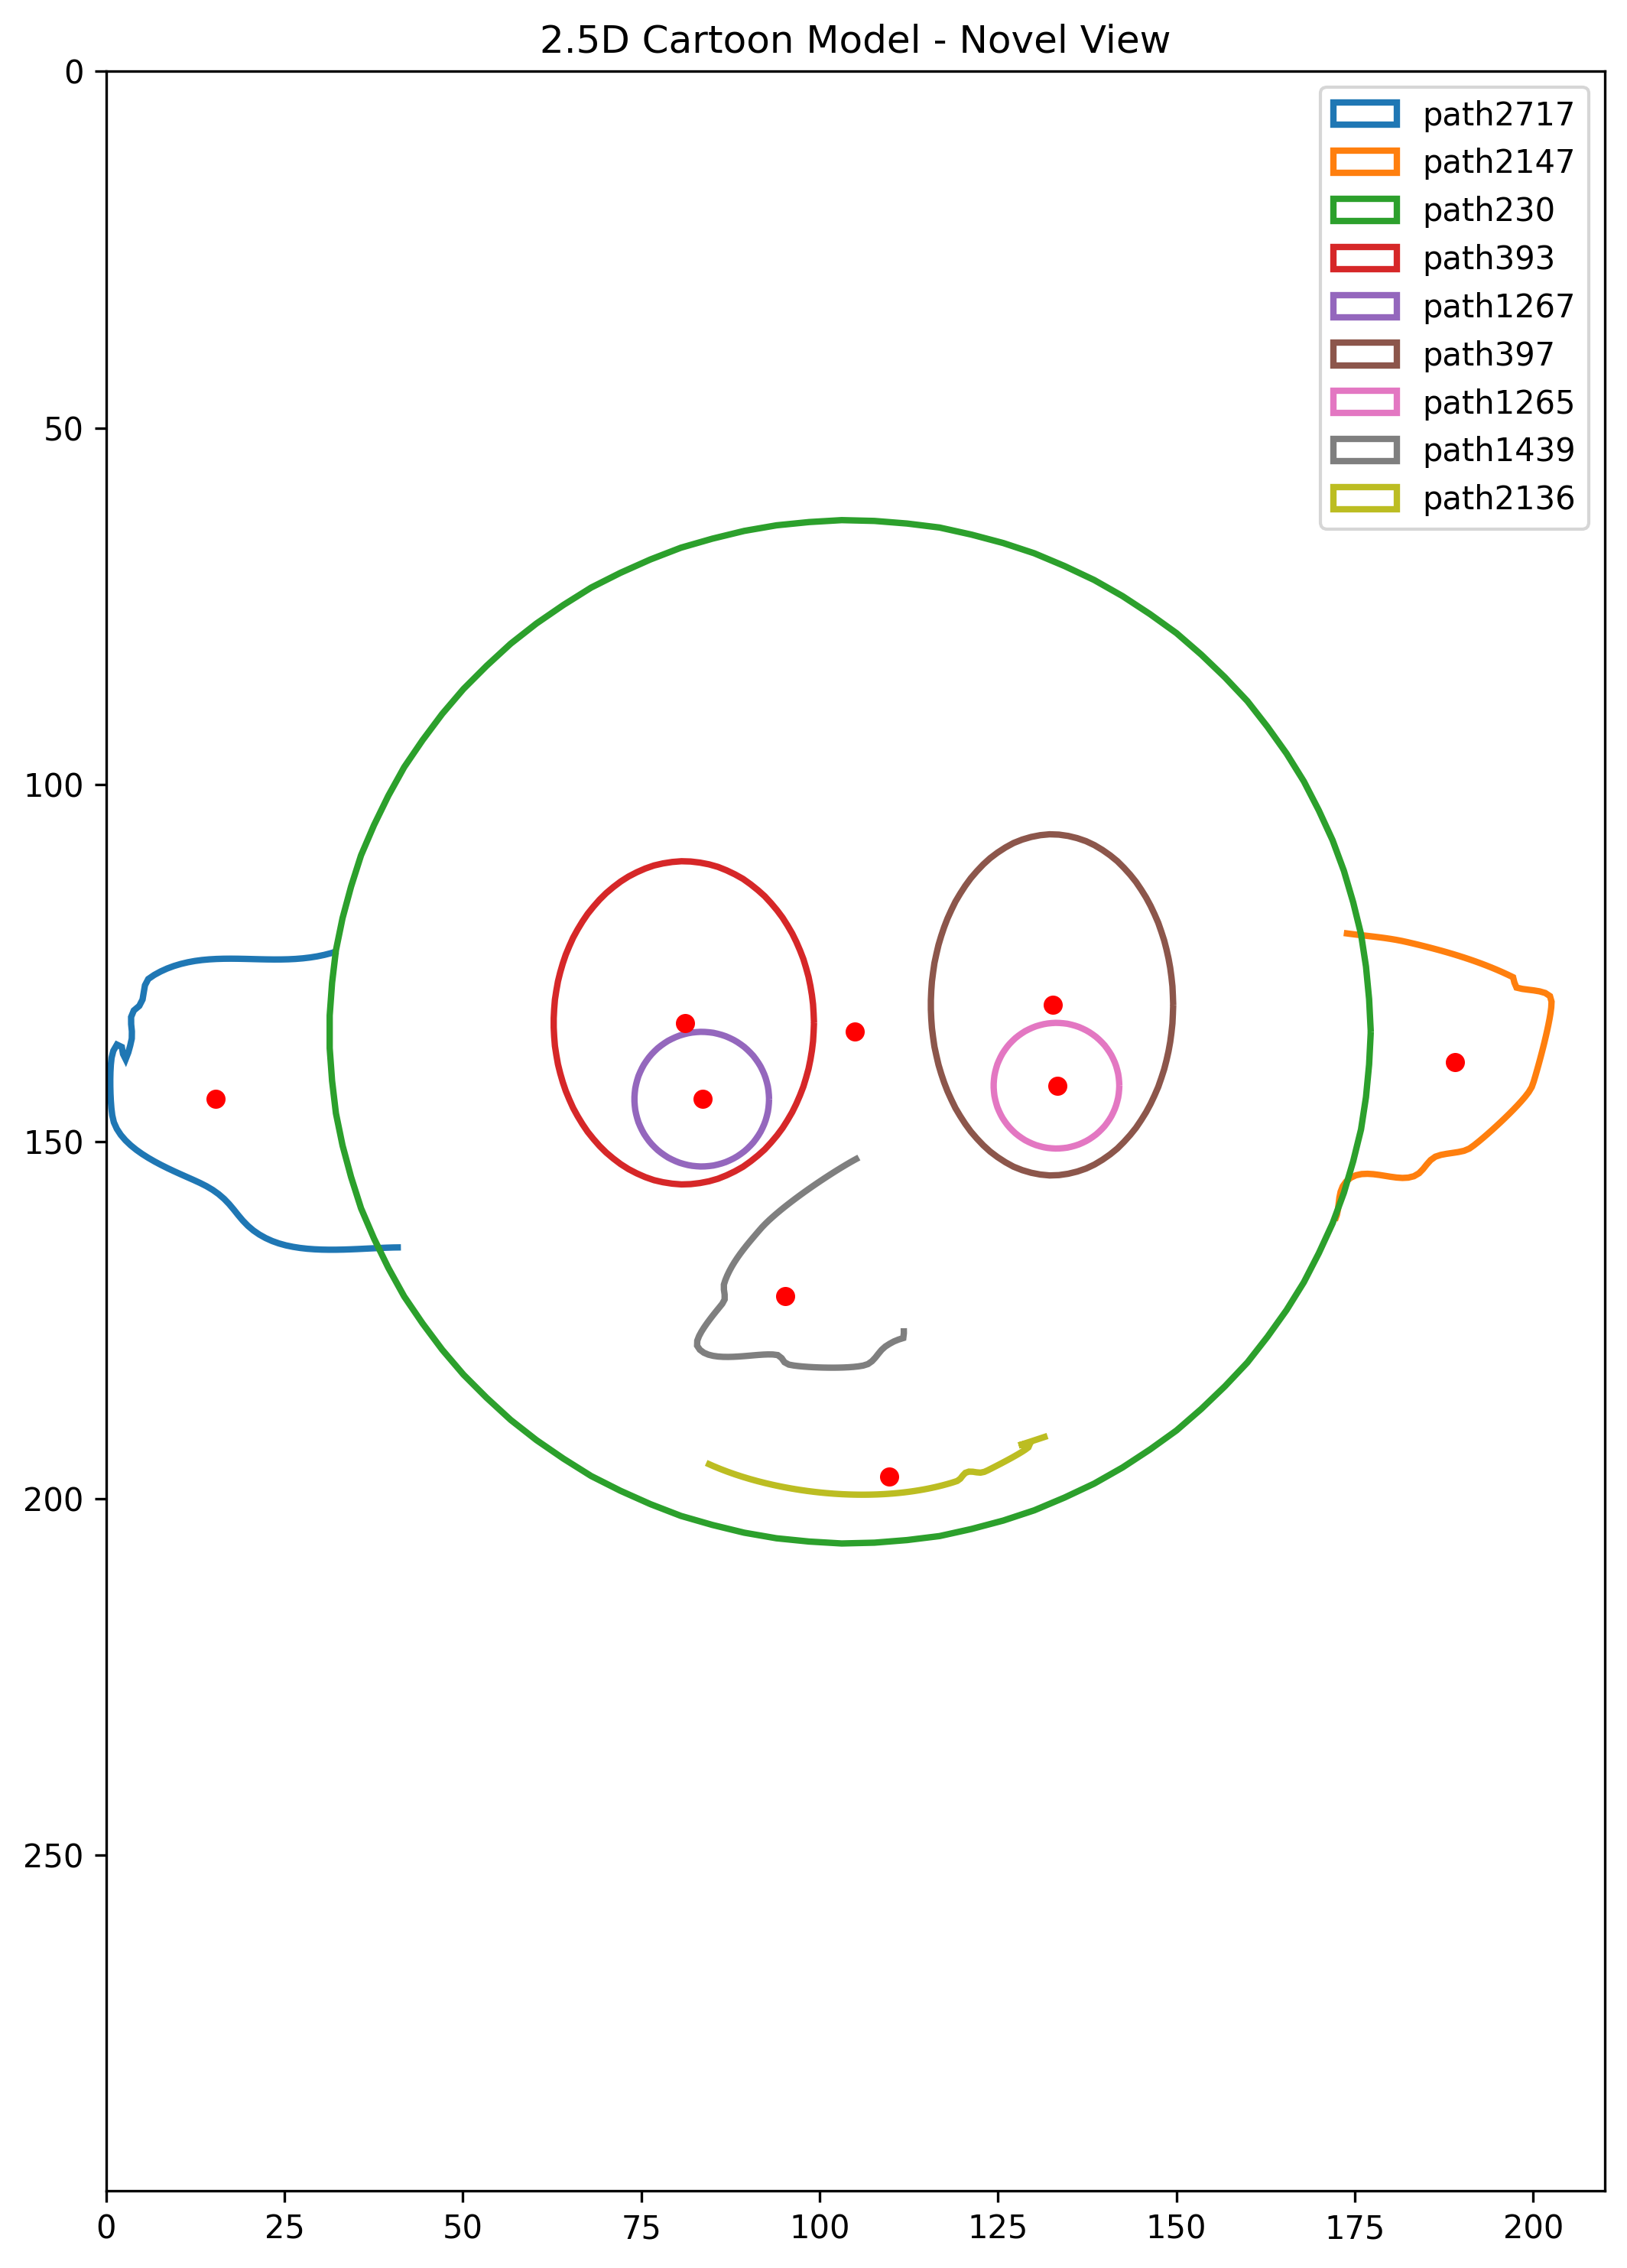 2.5D Cartoon Model - Novel View
path2717
path2147
path230
path393
path1267
path397
path1265
path1439
path2136
0
50
100
150
200
250
0 25 50 75 100 125 150 175 200